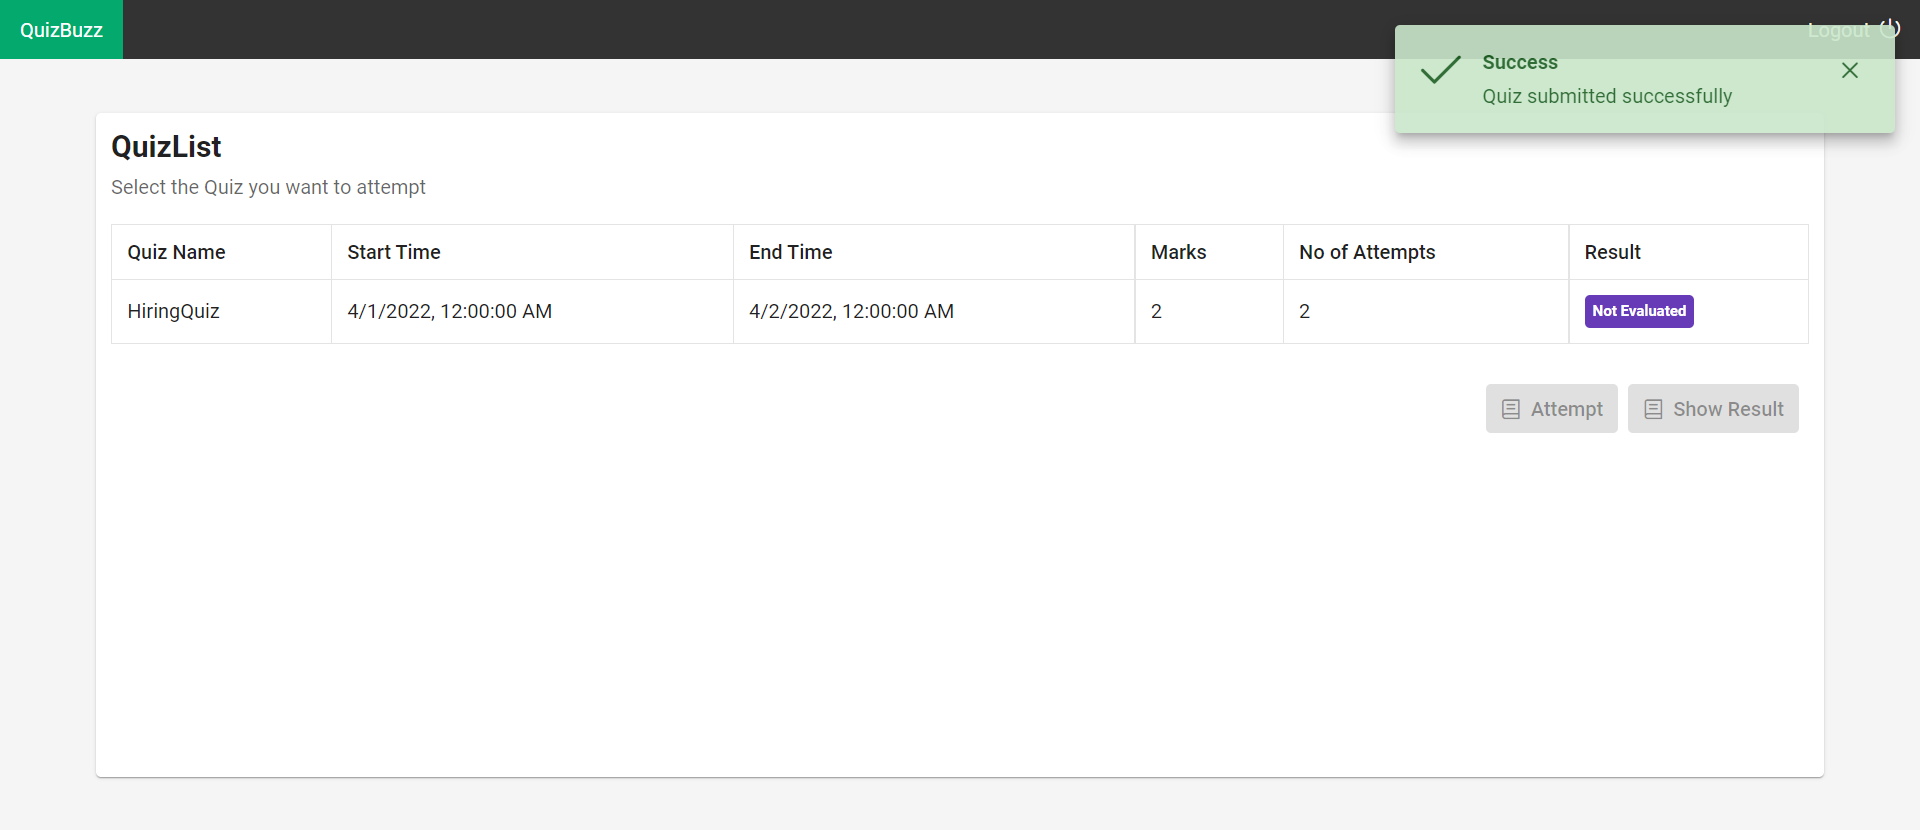 QuizBuzz
Logout
Success
Quiz submitted successfully
QuizList
Select the Quiz you want to attempt
Quiz Name Start Time End Time Marks No of Attempts Result
HiringQuiz 4/1/2022, 12:00:00 AM 4/2/2022, 12:00:00 AM 2 2 Not Evaluated
Attempt Show Result